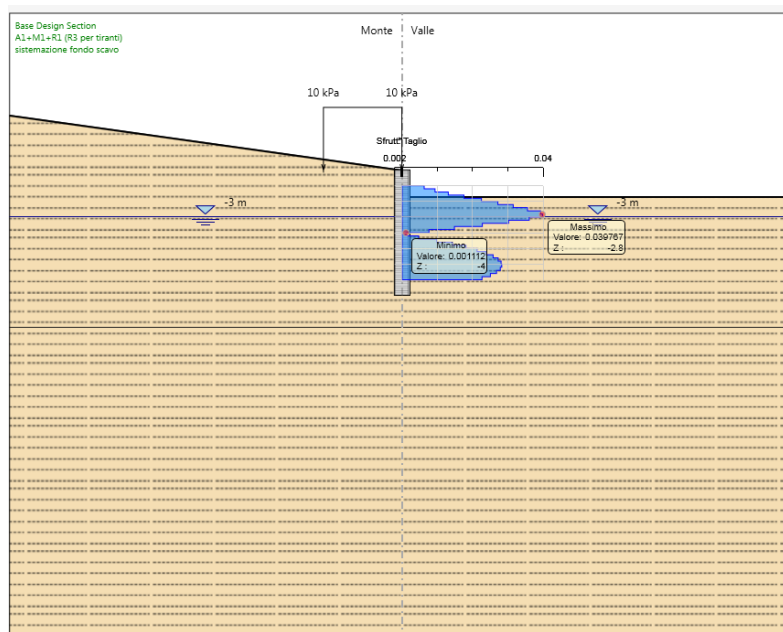 Base Design Section
A1+M1+R1 (R3 per tiranti)
sistemazione fondo scavo
Monte
Valle
10 kPa
10 kPa
Sfrutt° Taglio
0.002
0.04
-3 m
-3 m
Massimo
Valore: 0.039767
Z : -2.8
Minimo
Valore: 0.001112
Z : -4